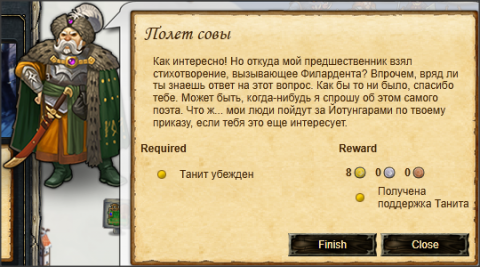 Полет совы
Как интересно! Но откуда мой предшественник взял
стихотворение, вызывающее Филардента? Впрочем, вряд ли
ты знаешь ответ на этот вопрос. Как бы то ни было, спасибо
тебе. Может быть, когда-нибудь я спрошу об этом самого
поэта. Что ж... мои люди пойдут за Йотунгарами по твоему
приказу, если тебя это еще интересует.
Required
Танит убежден
Reward
8 0 0
Получена
поддержка Танита
Finish
Close